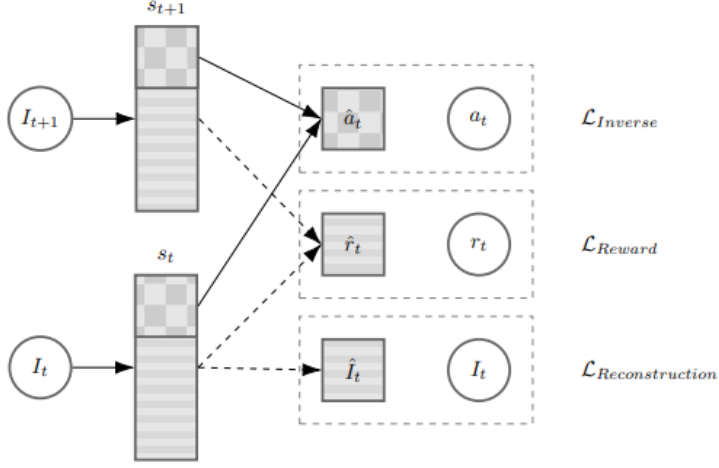 s_{t+1}
I_{t+1} â_t a_t ℒ_{Inverse}
r̂_t r_t ℒ_{Reward}
s_t
I_t Î_t I_t ℒ_{Reconstruction}